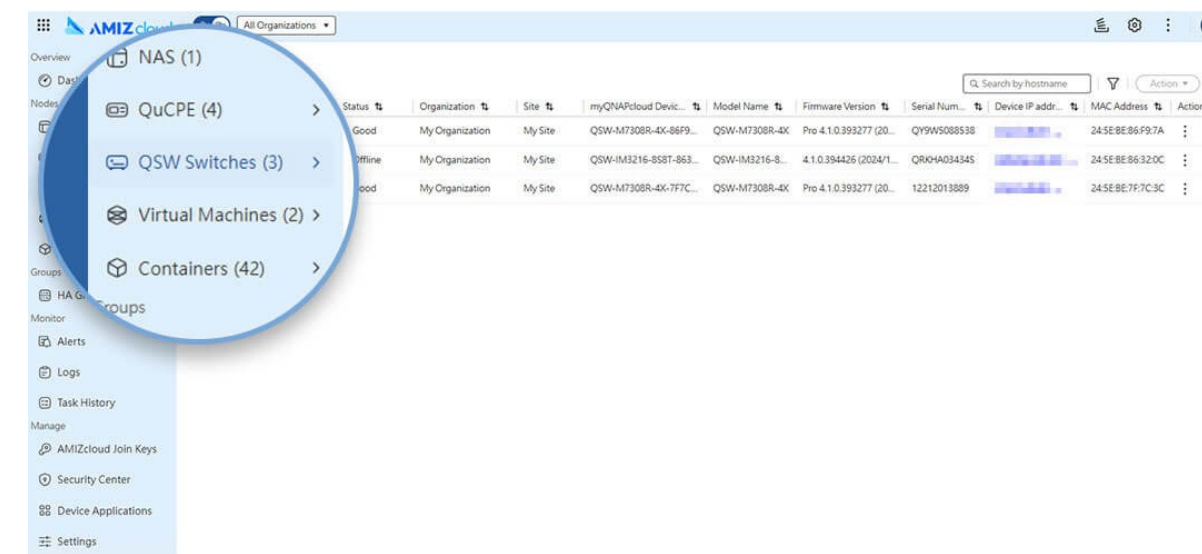 AMIZ cloud All Organizations
Overview
Nodes
NAS (1)
QuCPE (4)
QSW Switches (3)
Virtual Machines (2)
Containers (42)
Groups
Groups
Monitor
Alerts
Logs
Task History
Manage
AMIZcloud Join Keys
Security Center
Device Applications
Settings
Search by hostname Action
Status Organization Site myQNAPcloud Devic... Model Name Firmware Version Serial Num... Device IP addr... MAC Address Action
Good My Organization My Site QSW-M7308R-4X-86F9... QSW-M7308R-4X Pro 4.1.0.393277 (20... QY9WS088538 24:5E:BE:86:F9:7A
Offline My Organization My Site QSW-IM3216-8S8T-863... QSW-IM3216-8... 4.1.0.394426 (2024/1... QRKHA03434S 24:5E:BE:86:32:0C
Good My Organization My Site QSW-M7308R-4X-7F7C... QSW-M7308R-4X Pro 4.1.0.393277 (20... 12212013889 24:5E:BE:7F:7C:3C